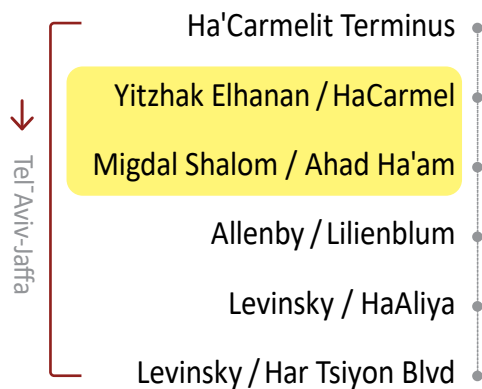 Ha'Carmelit Terminus
Yitzhak Elhanan / HaCarmel
Migdal Shalom / Ahad Ha'am
Allenby / Lilienblum
Levinsky / HaAliya
Levinsky / Har Tsiyon Blvd
Tel-Aviv-Jaffa